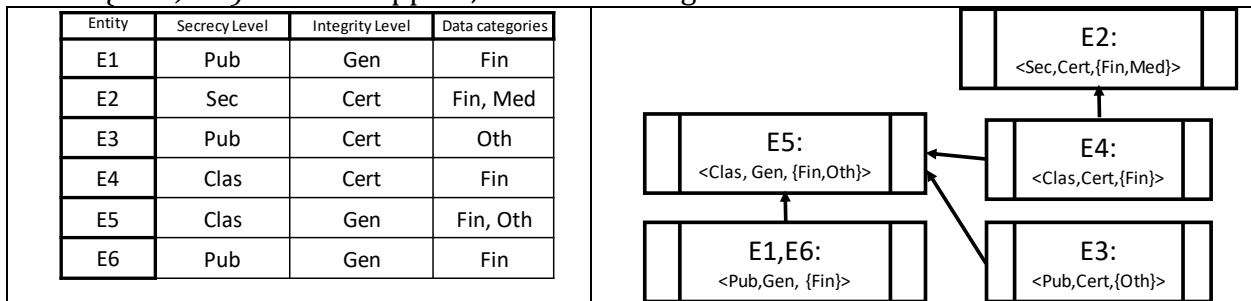 Entity Secrecy Level Integrity Level Data categories
E1 Pub Gen Fin
E2 Sec Cert Fin, Med
E3 Pub Cert Oth
E4 Clas Cert Fin
E5 Clas Gen Fin, Oth
E6 Pub Gen Fin
E2:
<Sec,Cert,{Fin,Med}>
E5:
<Clas, Gen, {Fin,Oth}>
E4:
<Clas,Cert,{Fin}>
E1,E6:
<Pub,Gen, {Fin}>
E3:
<Pub,Cert,{Oth}>